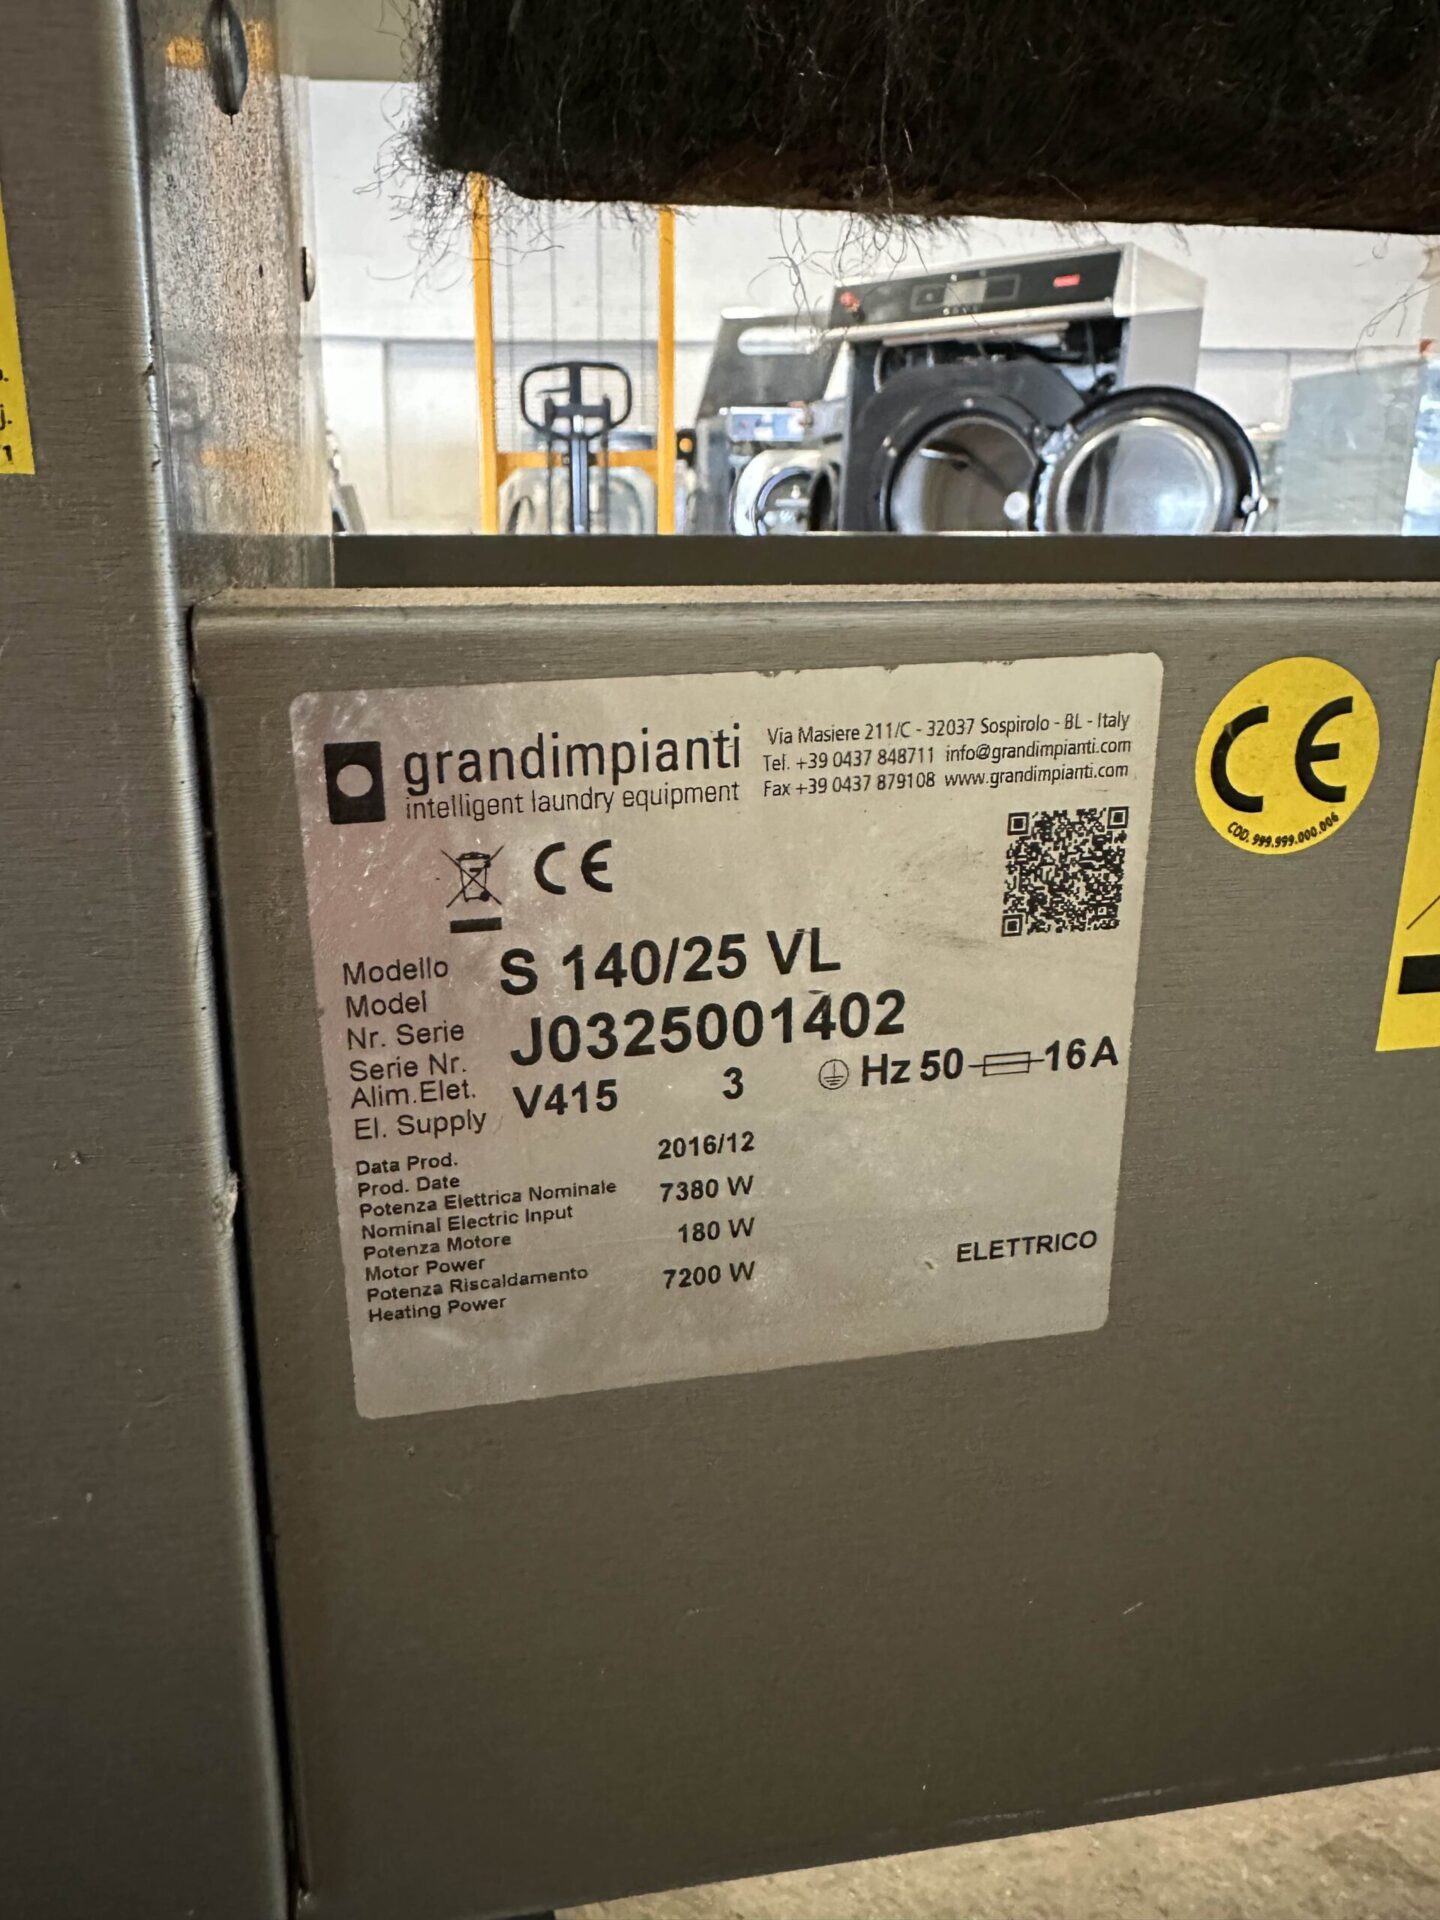 grandimpianti
intelligent laundry equipment
Via Masiere 211/C - 32037 Sospirolo - BL - Italy
Tel. +39 0437 848711 info@grandimpianti.com
Fax +39 0437 879108 www.grandimpianti.com
CE
Modello
Model
S 140/25 VL
Nr. Serie
Serie Nr.
J0325001402
Alim.Elet.
El. Supply
V415 3 Hz 50 16A
Data Prod.
Prod. Date
2016/12
Potenza Elettrica Nominale
Nominal Electric Input
7380 W
Potenza Motore
Motor Power
180 W
Potenza Riscaldamento
Heating Power
7200 W
ELETTRICO
CE
COD. 999.999.000.006